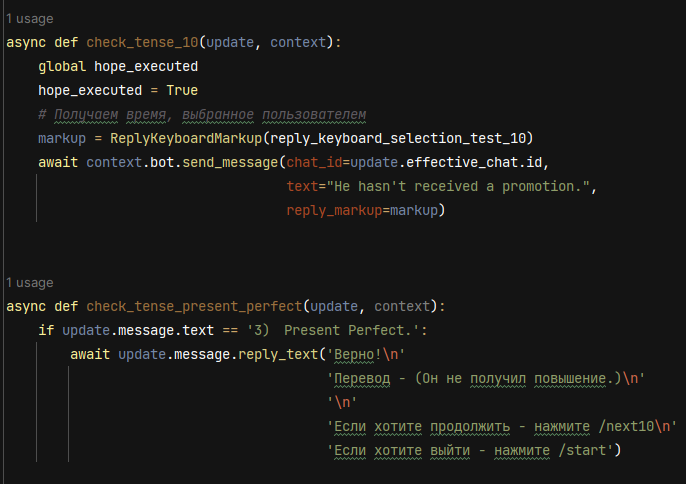 1 usage
async def check_tense_10(update, context):
global hope_executed
hope_executed = True
# Получаем время, выбранное пользователем
markup = ReplyKeyboardMarkup(reply_keyboard_selection_test_10)
await context.bot.send_message(chat_id=update.effective_chat.id,
text="He hasn't received a promotion.",
reply_markup=markup)
1 usage
async def check_tense_present_perfect(update, context):
if update.message.text == '3)  Present Perfect.':
await update.message.reply_text('Верно!\n'
'Перевод - (Он не получил повышение.)\n'
'\n'
'Если хотите продолжить - нажмите /next10\n'
'Если хотите выйти - нажмите /start')